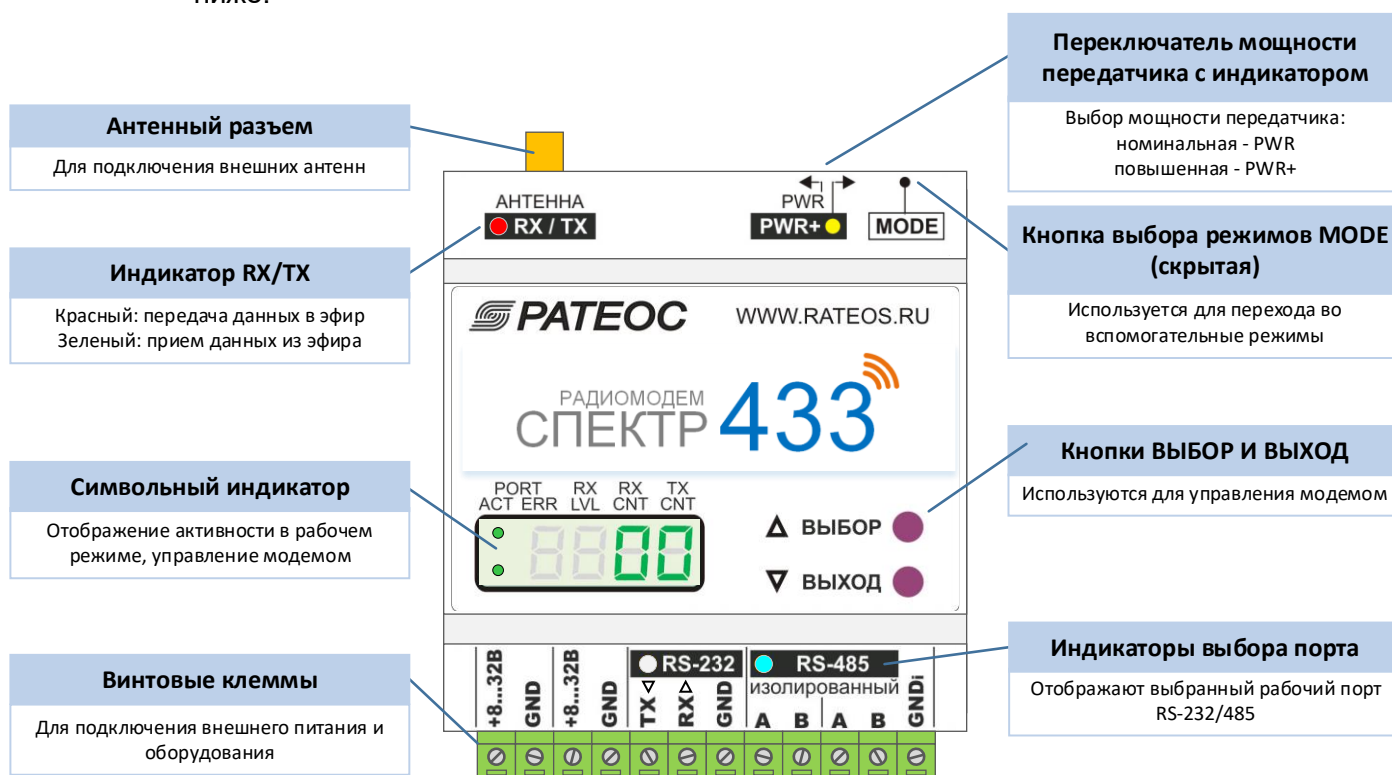 Переключатель мощности
передатчика с индикатором
Выбор мощности передатчика:
номинальная - PWR
повышенная - PWR+
Антенный разъем
Для подключения внешних антенн
АНТЕННА
RX / TX
PWR
PWR+
MODE
Кнопка выбора режимов MODE
(скрытая)
Используется для перехода во
вспомогательные режимы
Индикатор RX/TX
Красный: передача данных в эфир
Зеленый: прием данных из эфира
РАТЕОС
WWW.RATEOS.RU
РАДИОМОДЕМ
СПЕКТР 433
Кнопки ВЫБОР И ВЫХОД
Используются для управления модемом
Символьный индикатор
Отображение активности в рабочем
режиме, управление модемом
PORT RX RX TX
ACT ERR LVL CNT CNT
00
ВЫБОР
ВЫХОД
Индикаторы выбора порта
Отображают выбранный рабочий порт
RS-232/485
Винтовые клеммы
Для подключения внешнего питания и
оборудования
RS-232
RS-485
изолированный
+8...32В
GND
+8...32В
GND
TX
RX
GND
A B A B
GNDi